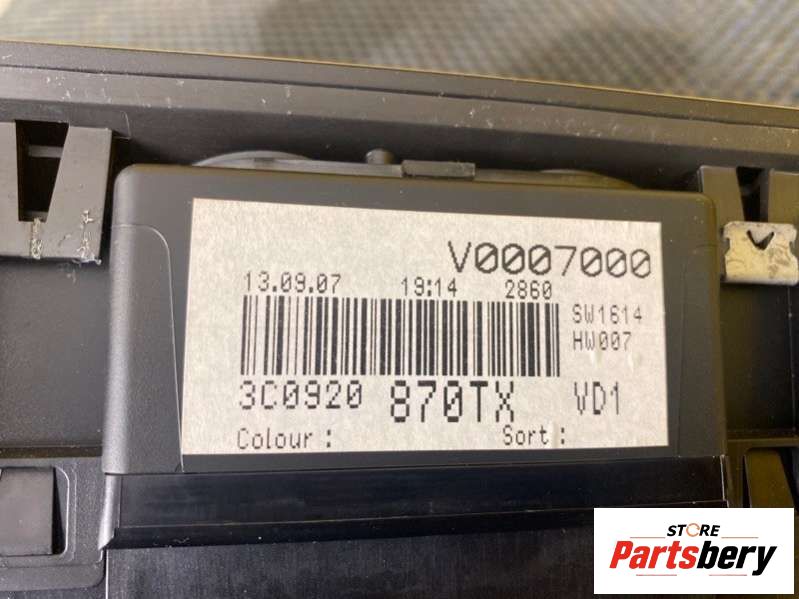 V0007000
13.09.07 19:14 2860
SW1614
HW007
3C0920 870TX VD1
Colour : Sort :
STORE
Partsbery